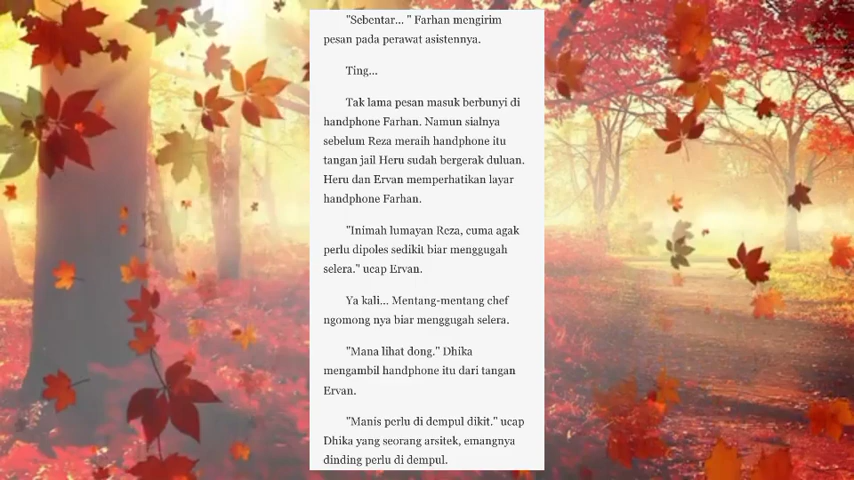 "Sebentar... " Farhan mengirim
pesan pada perawat asistennya.
Ting...
Tak lama pesan masuk berbunyi di
handphone Farhan. Namun sialnya
sebelum Reza meraih handphone itu
tangan jail Heru sudah bergerak duluan.
Heru dan Ervan memperhatikan layar
handphone Farhan.
"Inimah lumayan Reza, cuma agak
perlu dipoles sedikit biar menggugah
selera." ucap Ervan.
Ya kali... Mentang-mentang chef
ngomong nya biar menggugah selera.
"Mana lihat dong." Dhika
mengambil handphone itu dari tangan
Ervan.
"Manis perlu di dempul dikit." ucap
Dhika yang seorang arsitek, emangnya
dinding perlu di dempul.